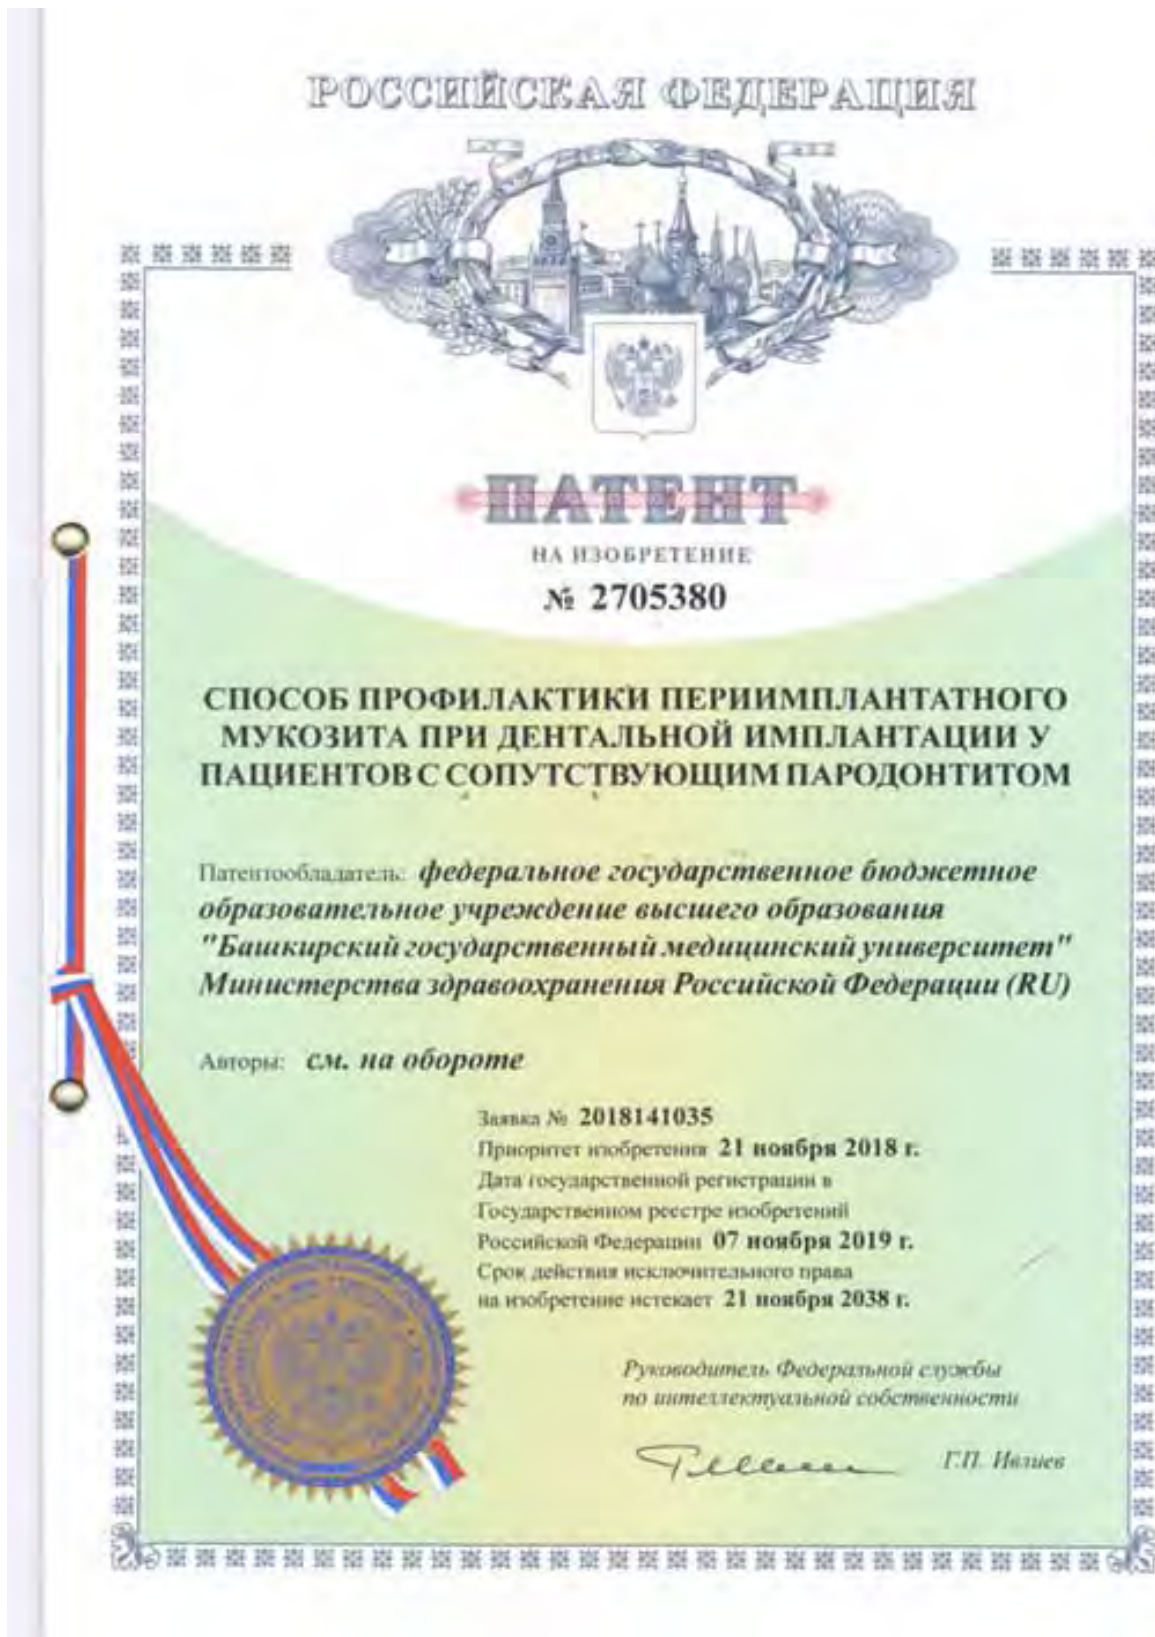 РОССИЙСКАЯ ФЕДЕРАЦИЯ
ПАТЕНТ
НА ИЗОБРЕТЕНИЕ
№ 2705380
СПОСОБ ПРОФИЛАКТИКИ ПЕРИИМПЛАНТАТНОГО
МУКОЗИТА ПРИ ДЕНТАЛЬНОЙ ИМПЛАНТАЦИИ У
ПАЦИЕНТОВ С СОПУТСТВУЮЩИМ ПАРОДОНТИТОМ
Патентообладатель: федеральное государственное бюджетное
образовательное учреждение высшего образования
"Башкирский государственный медицинский университет"
Министерства здравоохранения Российской Федерации (RU)
Авторы: см. на обороте
Заявка № 2018141035
Приоритет изобретения 21 ноября 2018 г.
Дата государственной регистрации в
Государственном реестре изобретений
Российской Федерации 07 ноября 2019 г.
Срок действия исключительного права
на изобретение истекает 21 ноября 2038 г.
Руководитель Федеральной службы
по интеллектуальной собственности
Г.П. Ивлиев